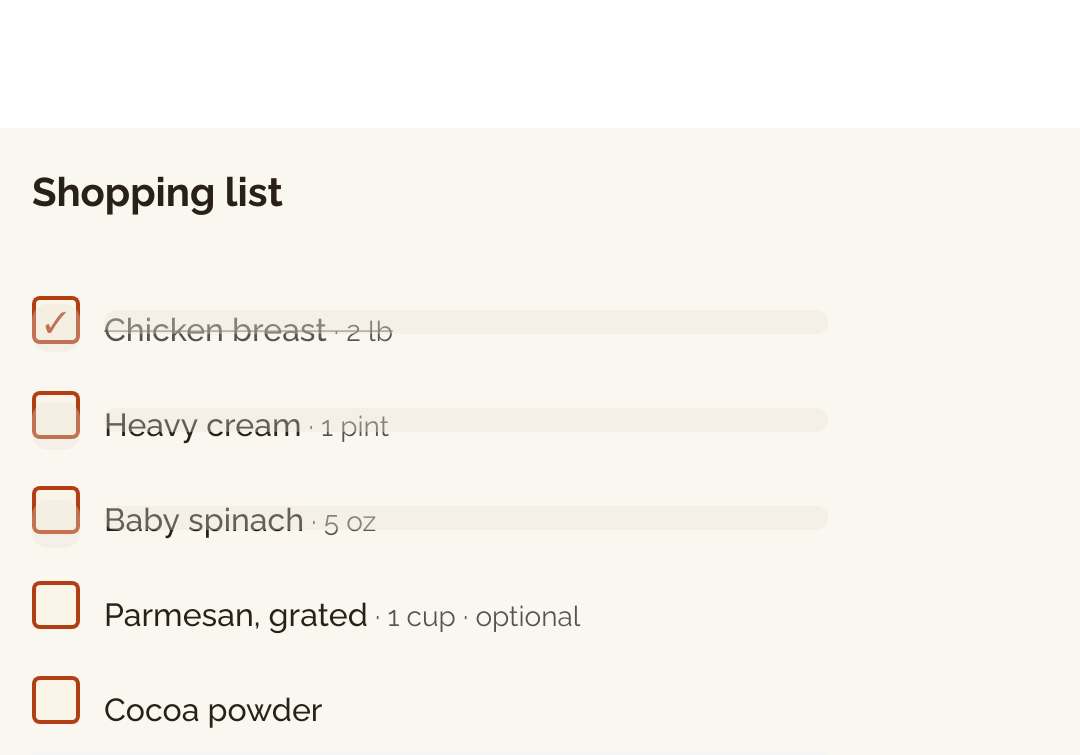 Shopping list
✓ Chicken breast · 2 lb
Heavy cream · 1 pint
Baby spinach · 5 oz
Parmesan, grated · 1 cup · optional
Cocoa powder